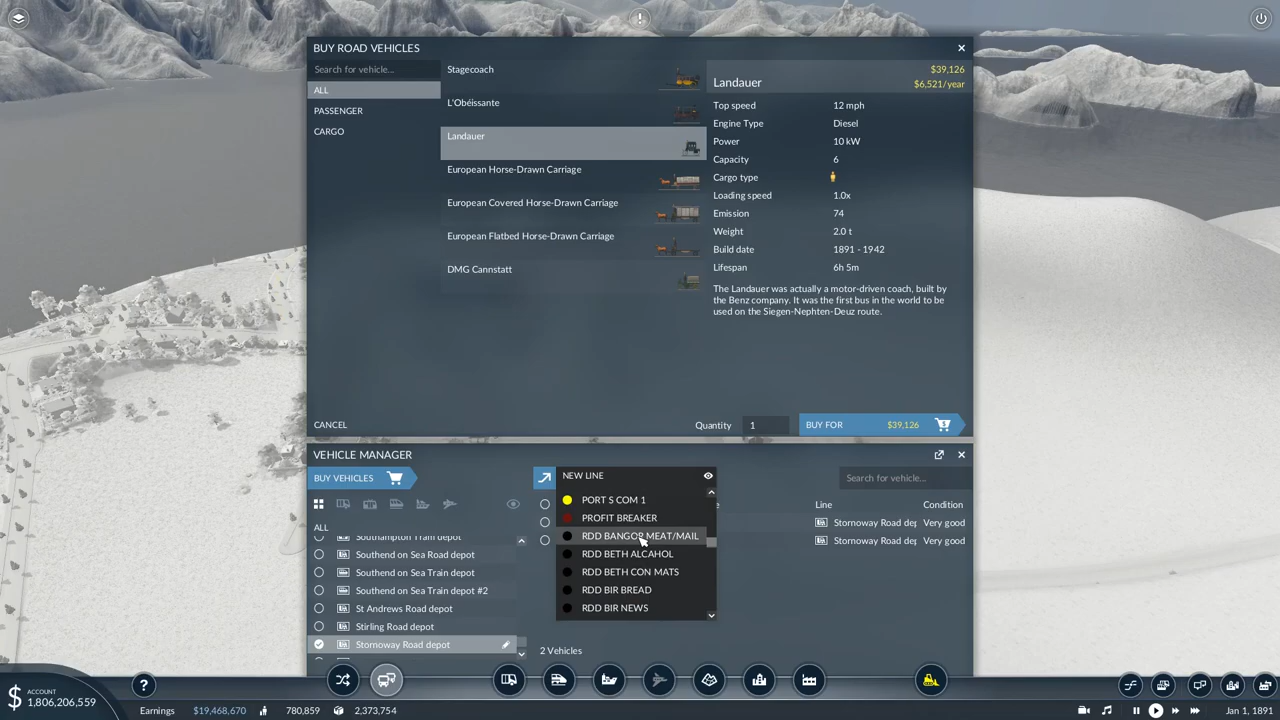 BUY ROAD VEHICLES
Search for vehicle...
ALL
PASSENGER
CARGO
Stagecoach
L'Obéissante
Landauer
European Horse-Drawn Carriage
European Covered Horse-Drawn Carriage
European Flatbed Horse-Drawn Carriage
DMG Cannstatt
$39,126
Landauer
$6,521/year
Top speed 12 mph
Engine Type Diesel
Power 10 kW
Capacity 6
Cargo type
Loading speed 1.0x
Emission 74
Weight 2.0 t
Build date 1891 - 1942
Lifespan 6h 5m
The Landauer was actually a motor-driven coach, built by
the Benz company. It was the first bus in the world to be
used on the Siegen-Nephten-Deuz route.
CANCEL
Quantity 1
BUY FOR $39,126
VEHICLE MANAGER
BUY VEHICLES
NEW LINE
Search for vehicle...
ALL
Southampton Train depot
Southend on Sea Road depot
Southend on Sea Train depot
Southend on Sea Train depot #2
St Andrews Road depot
Stirling Road depot
Stornoway Road depot
PORT S COM 1
PROFIT BREAKER
RDD BANGOR MEAT/MAIL
RDD BETH ALCAHOL
RDD BETH CON MATS
RDD BIR BREAD
RDD BIR NEWS
Line Condition
Stornoway Road dep Very good
Stornoway Road dep Very good
2 Vehicles
ACCOUNT
$ 1,806,206,559
?
Earnings $19,468,670 780,859 2,373,754
Jan 1, 1891